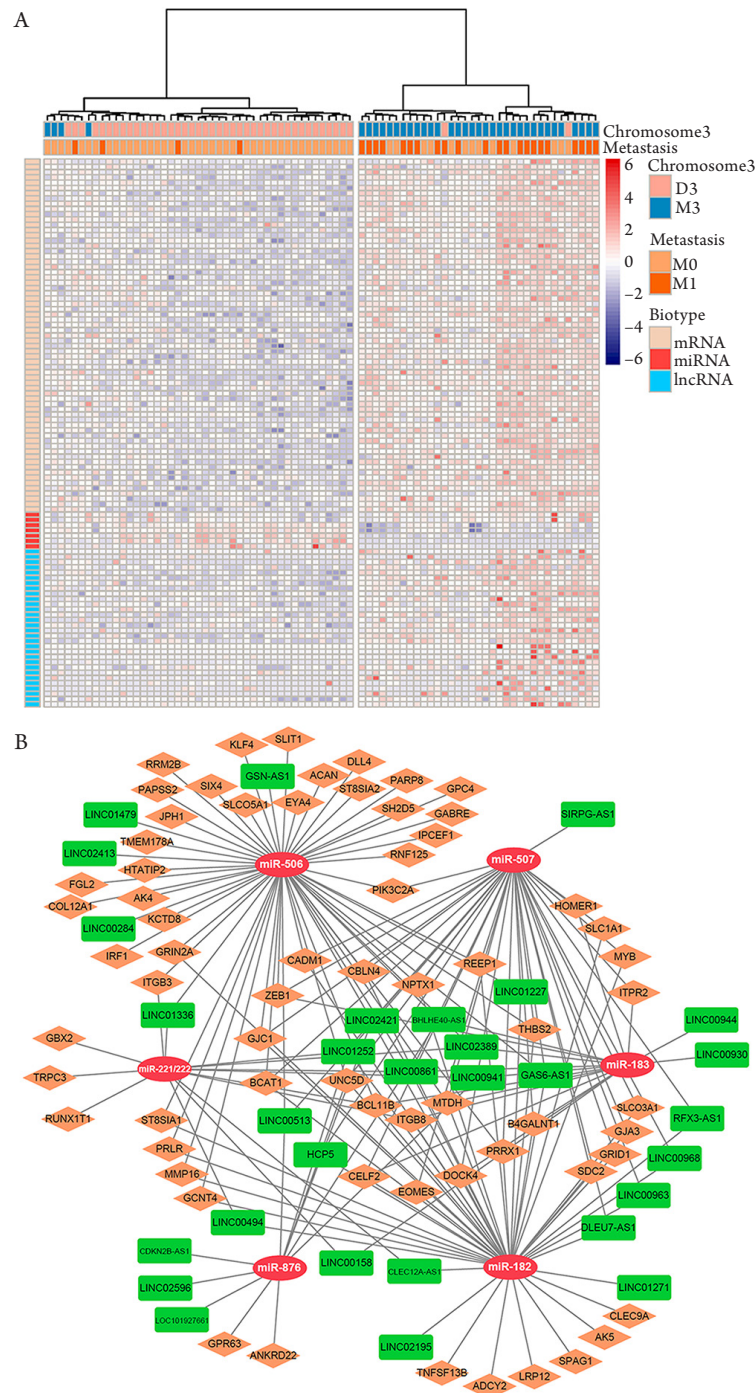 A
Chromosome3
Metastasis
6
4
2
0
−2
−4
−6
Chromosome3
D3
M3
Metastasis
M0
M1
Biotype
mRNA
miRNA
lncRNA
B
SLIT1
KLF4
DLL4
RRM2B
GSN-AS1
ACAN
PARP8
SIX4
ST8SIA2
PAPSS2
GPC4
SLCO5A1
EYA4
SH2D5
GABRE
LINC01479
JPH1
SIRPG-AS1
IPCEF1
TMEM178A
LINC02413
RNF125
miR-506
miR-507
HTATIP2
FGL2
PIK3C2A
AK4
COL12A1
HOMER1
KCTD8
LINC00284
SLC1A1
GRIN2A
IRF1
MYB
CADM1
REEP1
CBLN4
ITGB3
NPTX1
LINC01227
ITPR2
ZEB1
LINC01336
LINC02421
BHLHE40-AS1
LINC00944
THBS2
GBX2
GJC1
LINC01252
LINC02389
LINC00930
miR-221/222
LINC00861
miR-183
TRPC3
BCAT1
UNC5D
LINC00941
GAS6-AS1
MTDH
BCL11B
SLCO3A1
RUNX1T1
ST8SIA1
LINC00513
ITGB8
B4GALNT1
RFX3-AS1
GJA3
PRLR
HCP5
PRRX1
GRID1
LINC00968
MMP16
CELF2
DOCK4
SDC2
GCNT4
EOMES
LINC00963
LINC00494
DLEU7-AS1
CDKN2B-AS1
LINC00158
miR-876
CLEC12A-AS1
miR-182
LINC02596
LINC01271
LOC101927661
CLEC9A
GPR63
LINC02195
AK5
ANKRD22
SPAG1
TNFSF13B
LRP12
ADCY2